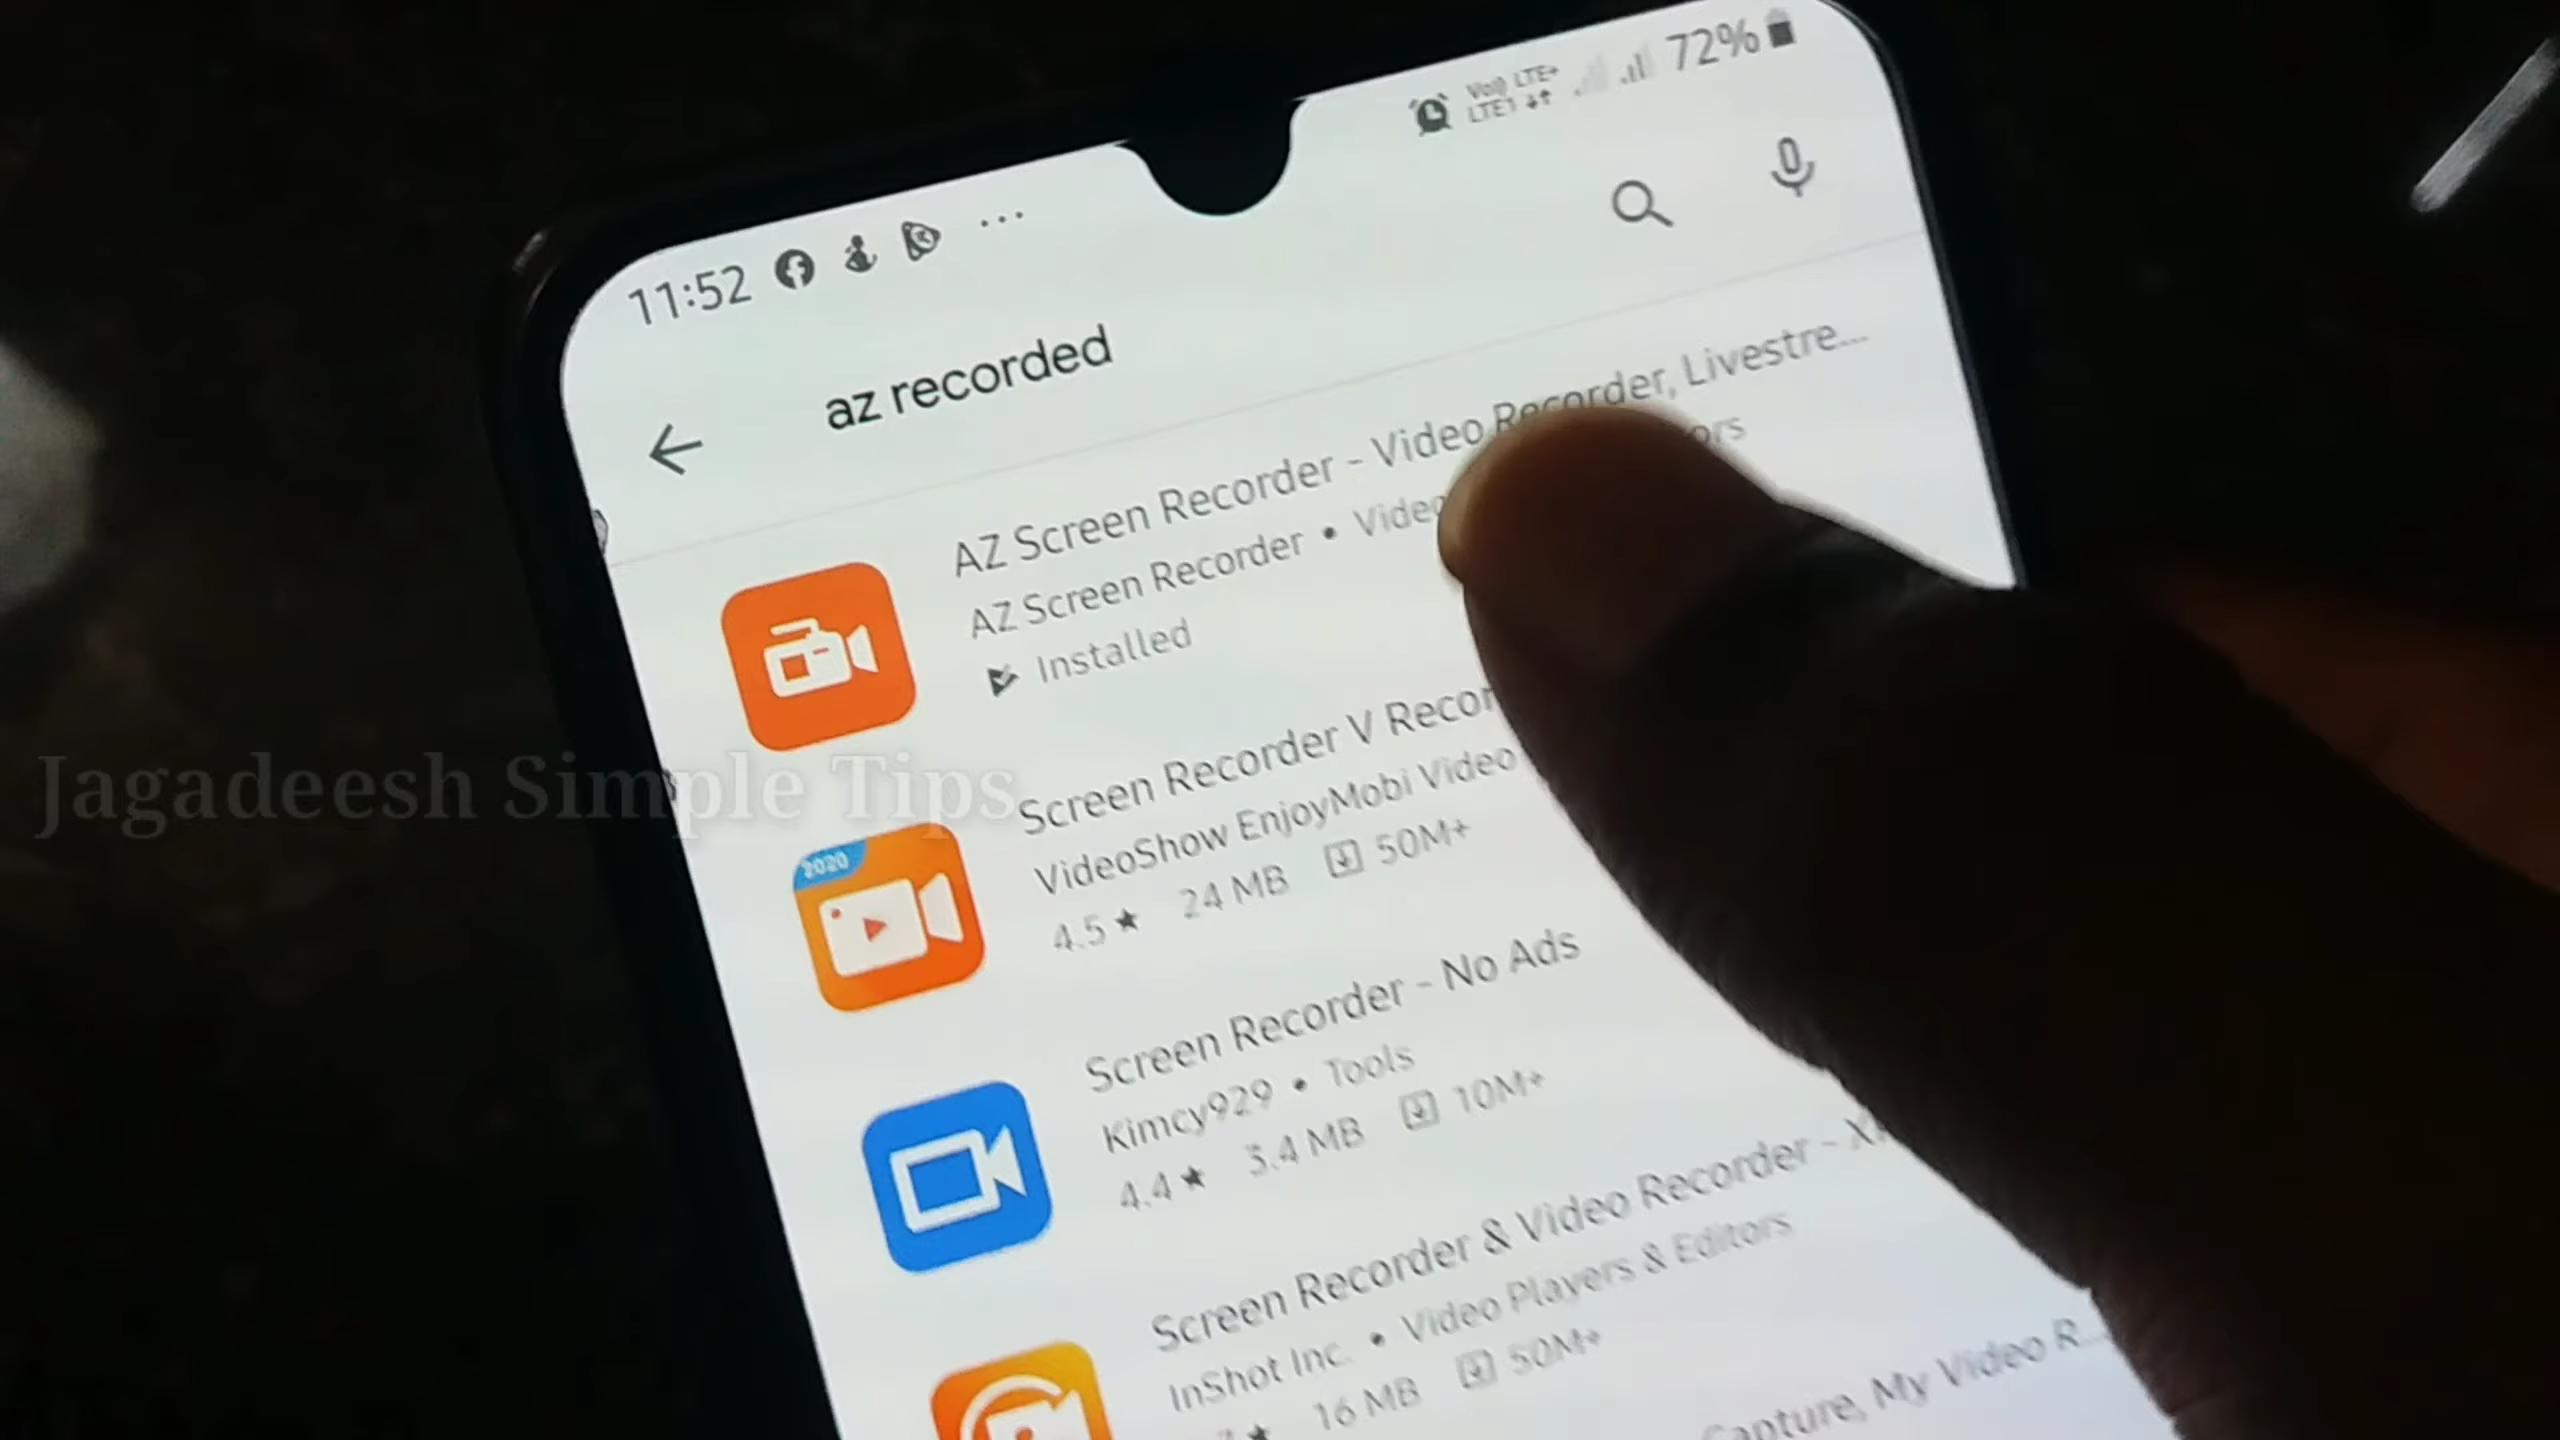 72%
Vo)) LTE+
LTE1
11:52
az recorded
AZ Screen Recorder - Video Recorder, Livestre...
AZ Screen Recorder • Video
Installed
Screen Recorder V Recor
VideoShow EnjoyMobi Video
4.5★ 24 MB 50M+
2020
Screen Recorder - No Ads
Kimcy929 • Tools
4.4★ 3.4 MB 10M+
Screen Recorder & Video Recorder -
InShot Inc. • Video Players & Editors
16 MB 50M+
Capture, My Video R...
Jagadeesh Simple Tips